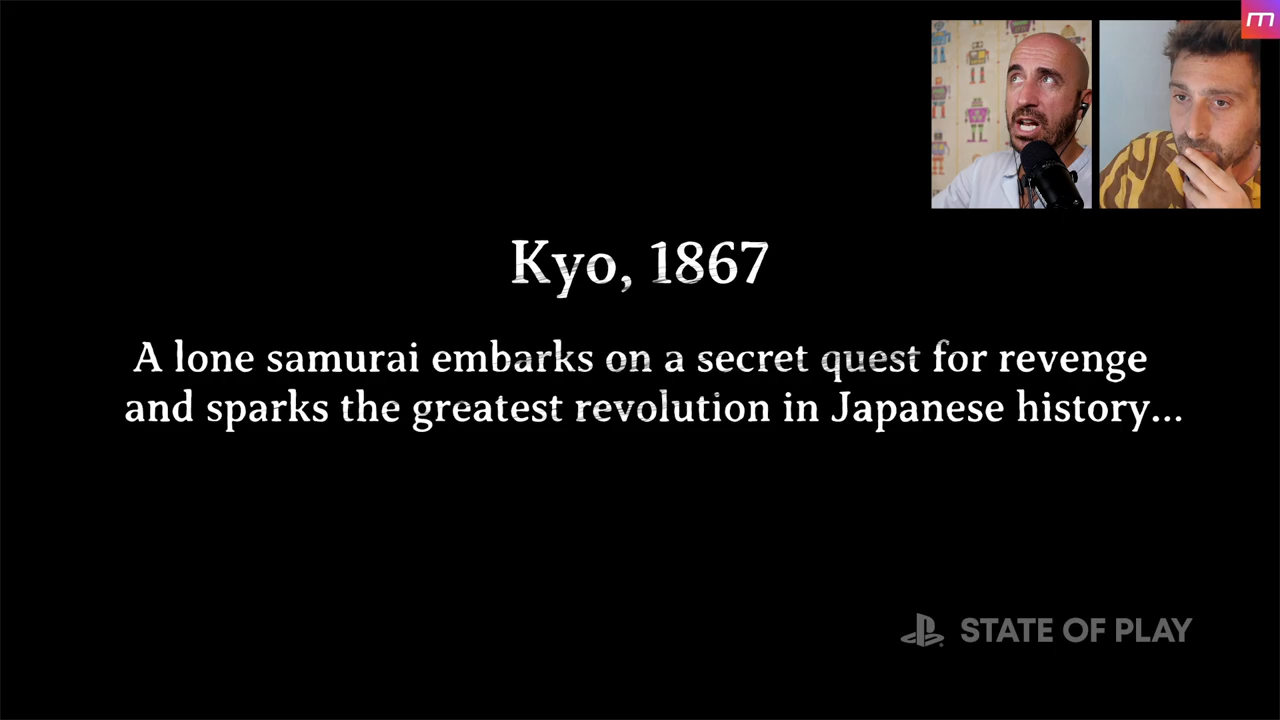 Kyo, 1867
A lone samurai embarks on a secret quest for revenge
and sparks the greatest revolution in Japanese history...
STATE OF PLAY